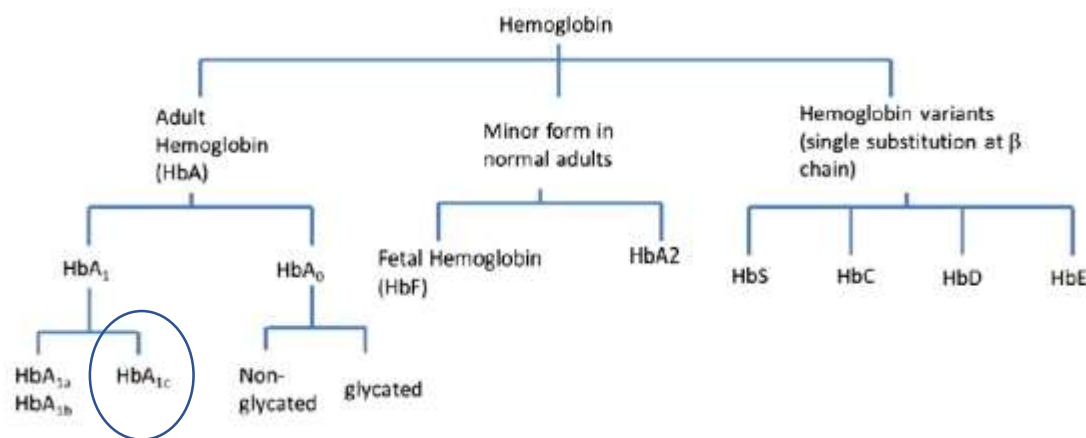 Hemoglobin
Adult
Hemoglobin
(HbA)
Minor form in
normal adults
Hemoglobin variants
(single substitution at β
chain)
HbA₁
HbA₀
Fetal Hemoglobin
(HbF)
HbA2
HbS
HbC
HbD
HbE
HbA₁ₐ
HbA₁b
HbA₁c
Non-
glycated
glycated